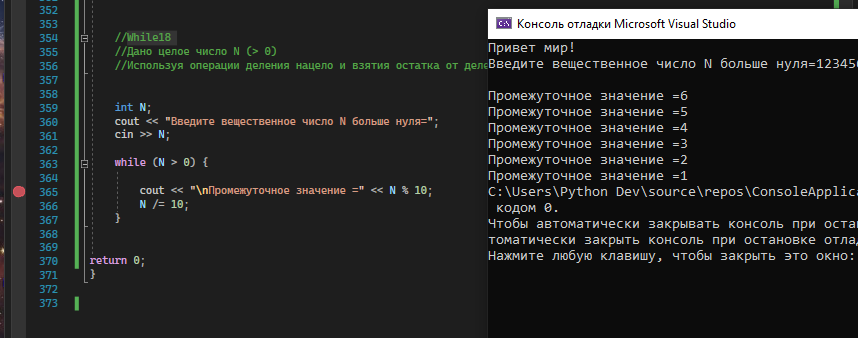 352
353
354 //While18
355 //Дано целое число N (> 0)
356 //Используя операции деления нацело и взятия остатка от деле
357
358
359 int N;
360 cout << "Введите вещественное число N больше нуля=";
361 cin >> N;
362
363 while (N > 0) {
364
365 cout << "\nПромежуточное значение =" << N % 10;
366 N /= 10;
367 }
368
369
370 return 0;
371 }
372
373
Консоль отладки Microsoft Visual Studio
Привет мир!
Введите вещественное число N больше нуля=123456
Промежуточное значение =6
Промежуточное значение =5
Промежуточное значение =4
Промежуточное значение =3
Промежуточное значение =2
Промежуточное значение =1
C:\Users\Python Dev\source\repos\ConsoleApplica
кодом 0.
Чтобы автоматически закрывать консоль при оста
томатически закрыть консоль при остановке отлад
Нажмите любую клавишу, чтобы закрыть это окно: